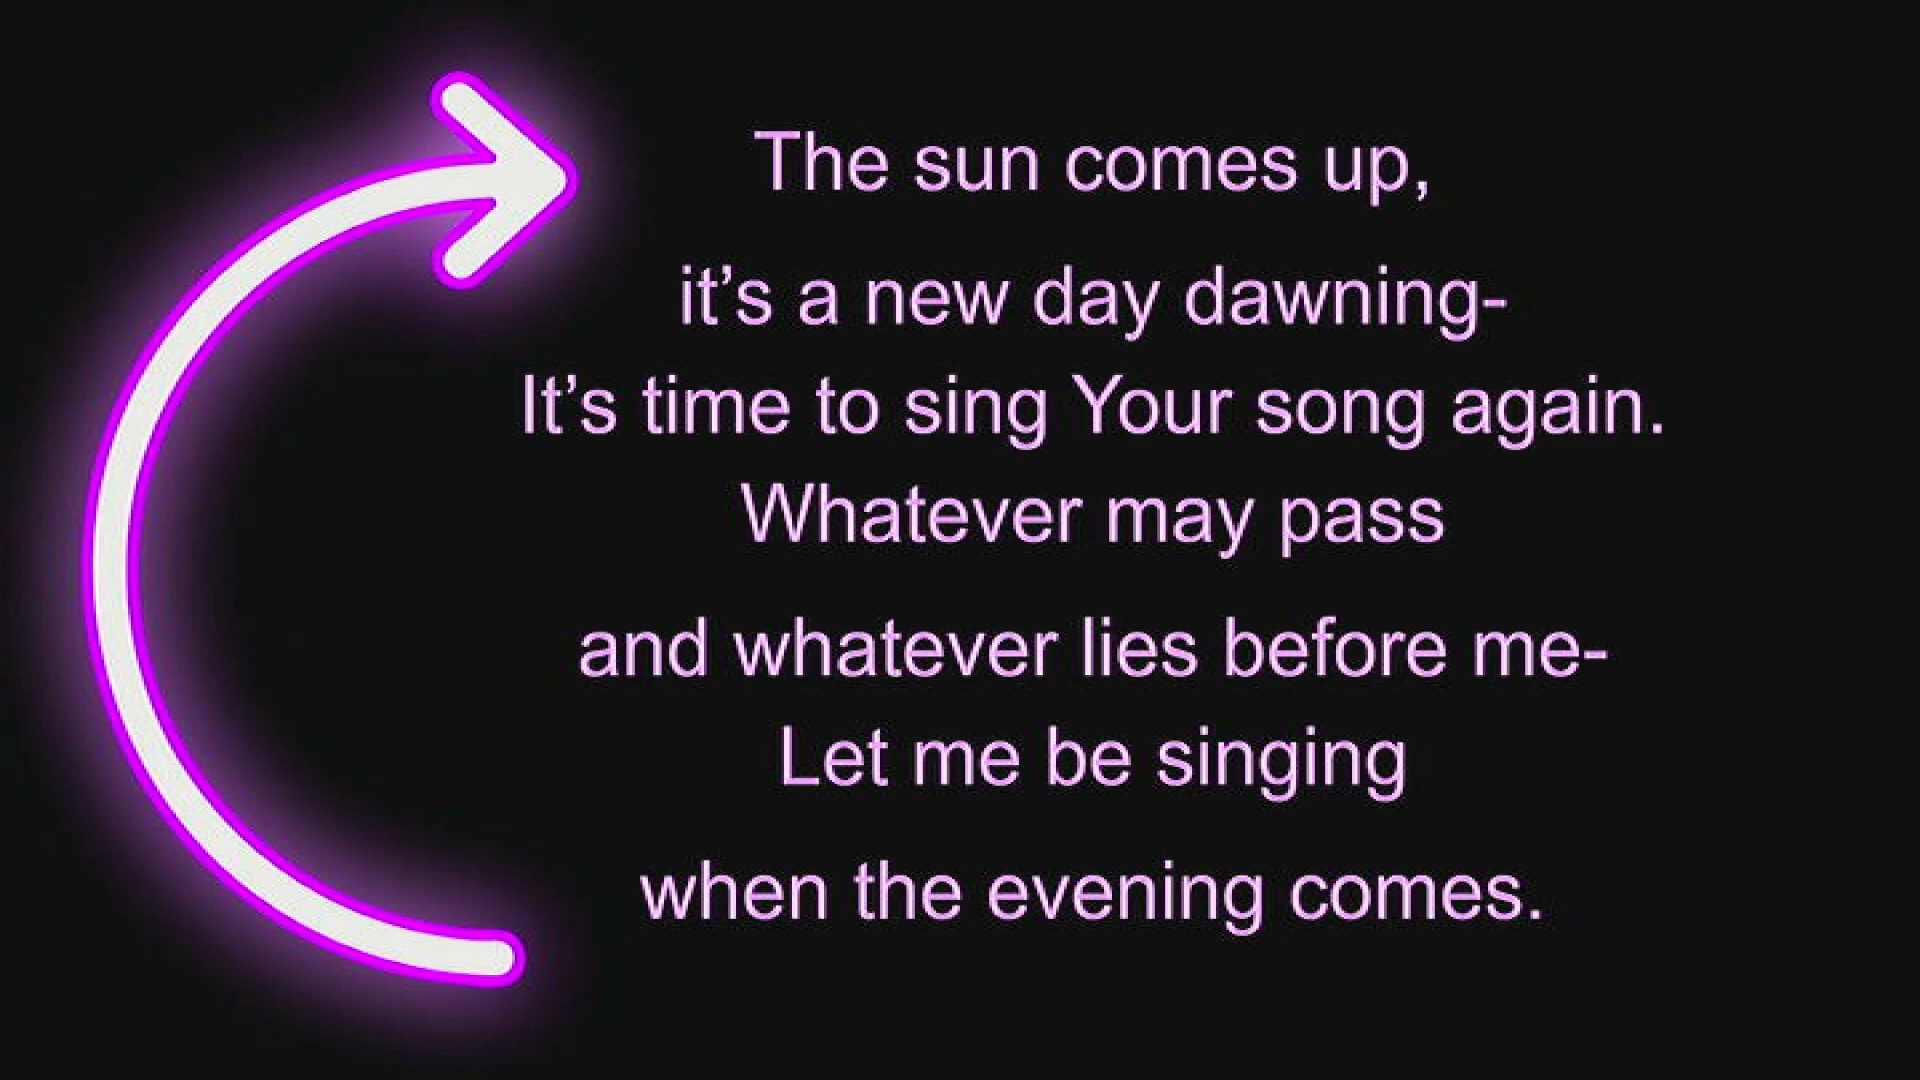 The sun comes up,
it’s a new day dawning-
It’s time to sing Your song again.
Whatever may pass
and whatever lies before me-
Let me be singing
when the evening comes.